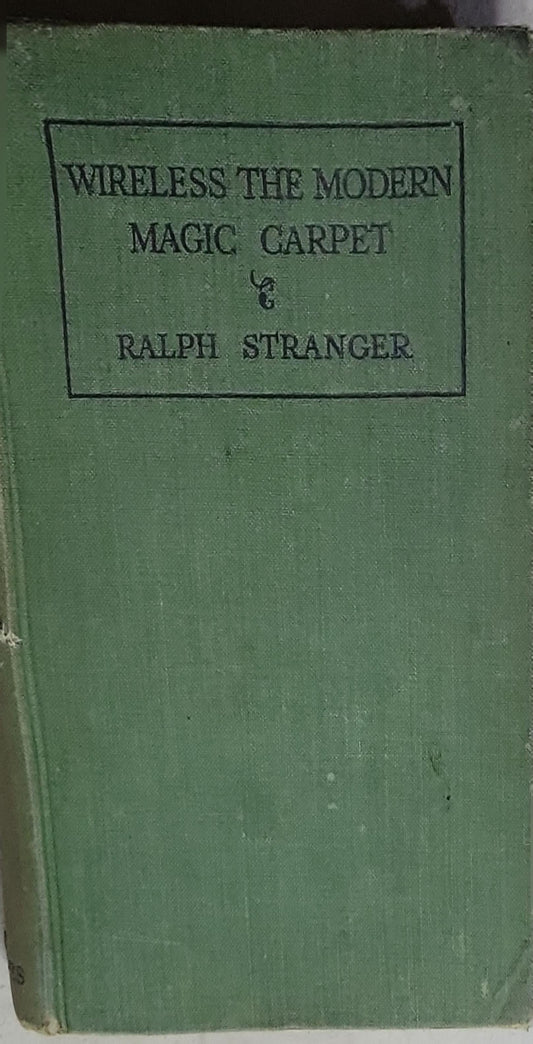 WIRELESS THE MODERN
MAGIC CARPET
RALPH STRANGER